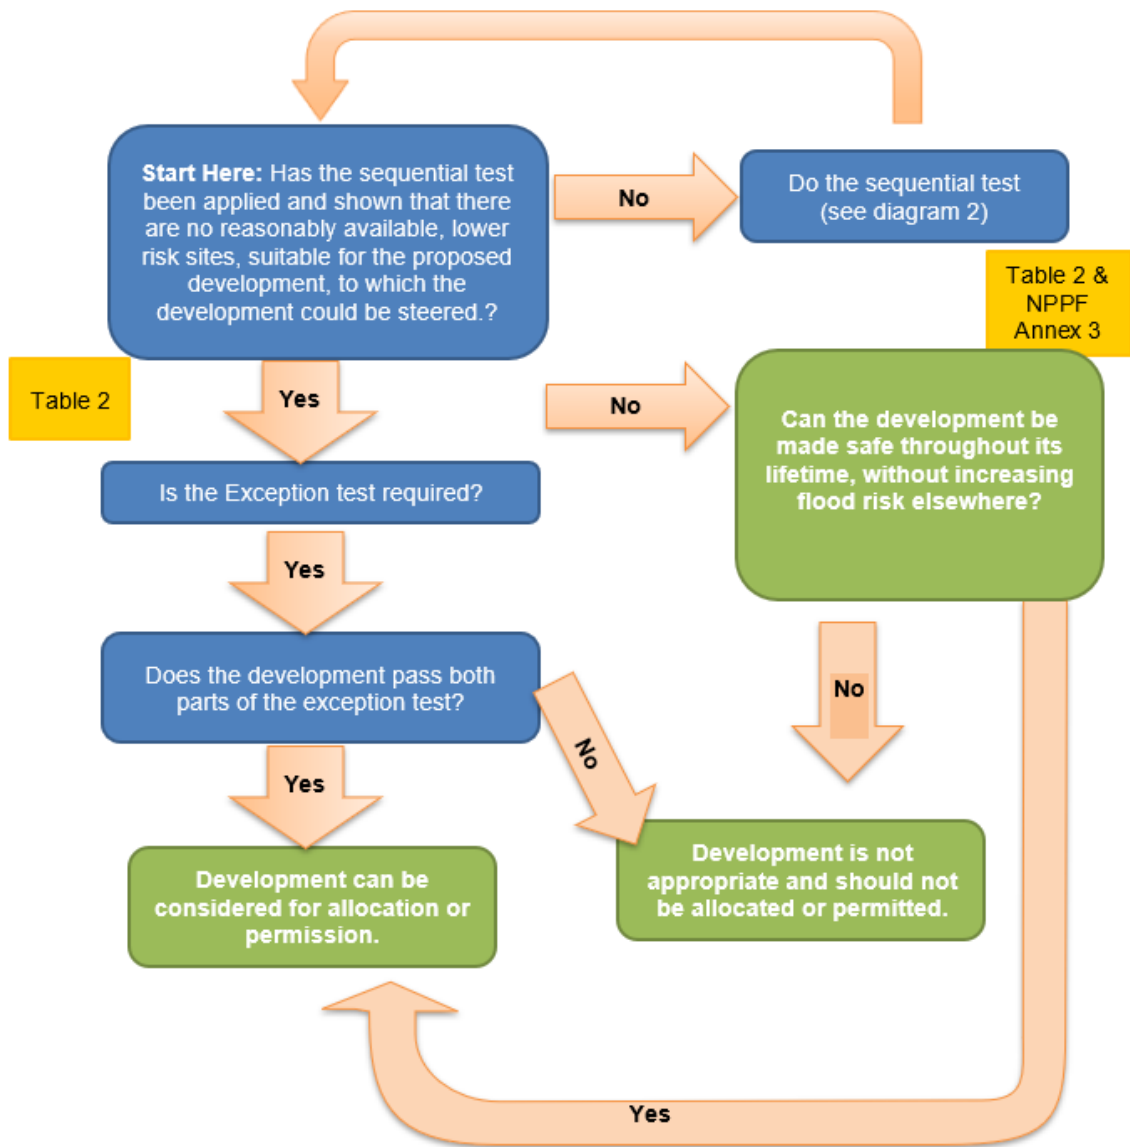 Start Here: Has the sequential test
been applied and shown that there
are no reasonably available, lower
risk sites, suitable for the proposed
development, to which the
development could be steered.?
No
Do the sequential test
(see diagram 2)
Table 2 &
NPPF
Annex 3
Table 2
Yes
No
Can the development be
made safe throughout its
lifetime, without increasing
flood risk elsewhere?
Is the Exception test required?
Yes
Does the development pass both
parts of the exception test?
No
No
Yes
Development can be
considered for allocation or
permission.
Development is not
appropriate and should not
be allocated or permitted.
Yes